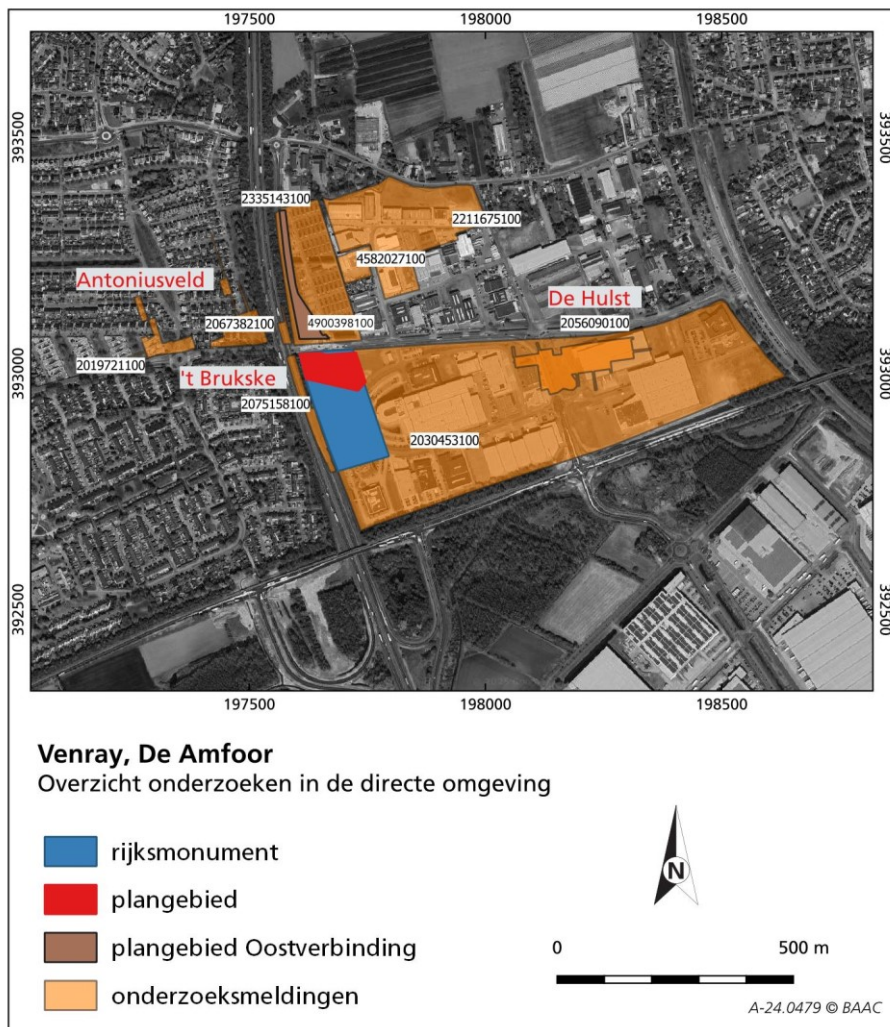 197500 198000 198500
393500 393500
2335143100
2211675100
4582027100
Antoniusveld
De Hulst
2067382100 4900398100 2056090100
2019721100
393000 393000
't Brukske
2075158100
2030453100
392500 392500
197500 198000 198500
Venray, De Amfoor
Overzicht onderzoeken in de directe omgeving
rijksmonument
plangebied
N
plangebied Oostverbinding
0 500 m
onderzoeksmeldingen
A-24.0479 © BAAC